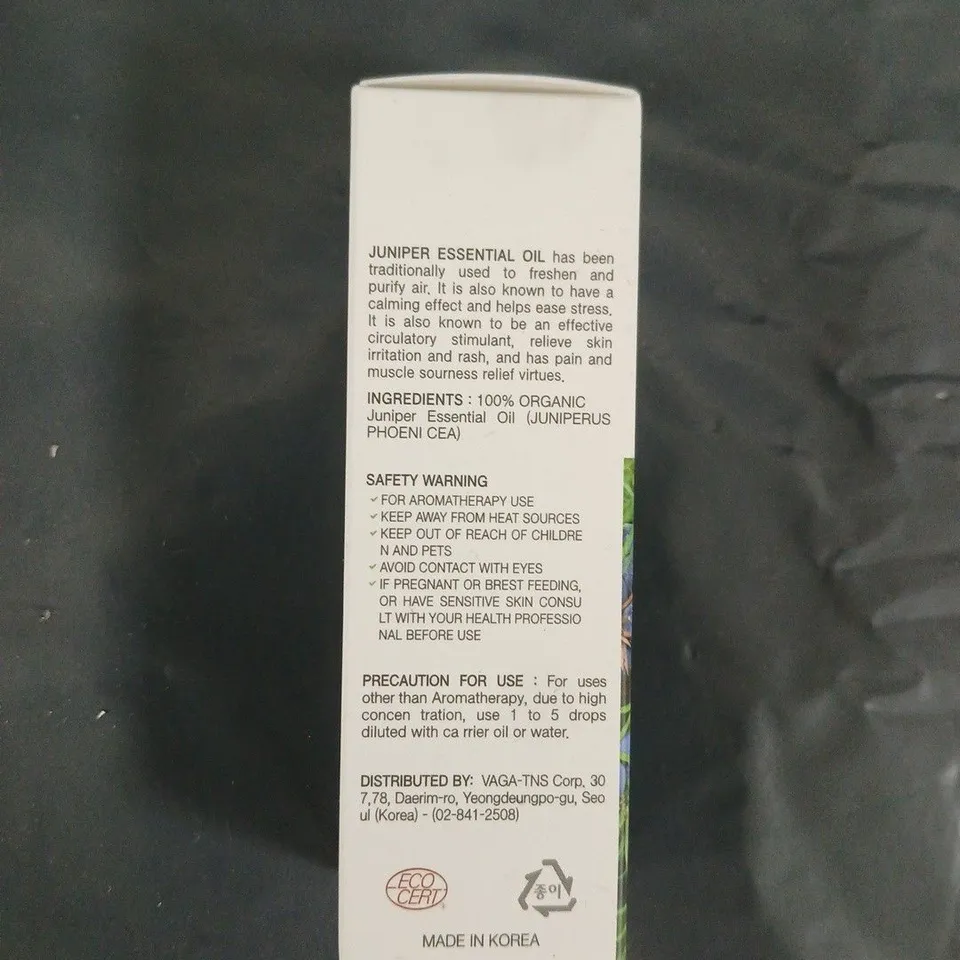 JUNIPER ESSENTIAL OIL has been
traditionally used to freshen and
purify air. It is also known to have a
calming effect and helps ease stress.
It is also known to be an effective
circulatory stimulant, relieve skin
irritation and rash, and has pain and
muscle sourness relief virtues.
INGREDIENTS : 100% ORGANIC
Juniper Essential Oil (JUNIPERUS
PHOENI CEA)
SAFETY WARNING
✓ FOR AROMATHERAPY USE
✓ KEEP AWAY FROM HEAT SOURCES
✓ KEEP OUT OF REACH OF CHILDRE
N AND PETS
✓ AVOID CONTACT WITH EYES
✓ IF PREGNANT OR BREST FEEDING,
OR HAVE SENSITIVE SKIN CONSU
LT WITH YOUR HEALTH PROFESSIO
NAL BEFORE USE
PRECAUTION FOR USE : For uses
other than Aromatherapy, due to high
concen tration, use 1 to 5 drops
diluted with ca rrier oil or water.
DISTRIBUTED BY: VAGA-TNS Corp. 30
7,78, Daerim-ro, Yeongdeungpo-gu, Seo
ul (Korea) - (02-841-2508)
ECO
CERT
종이
MADE IN KOREA